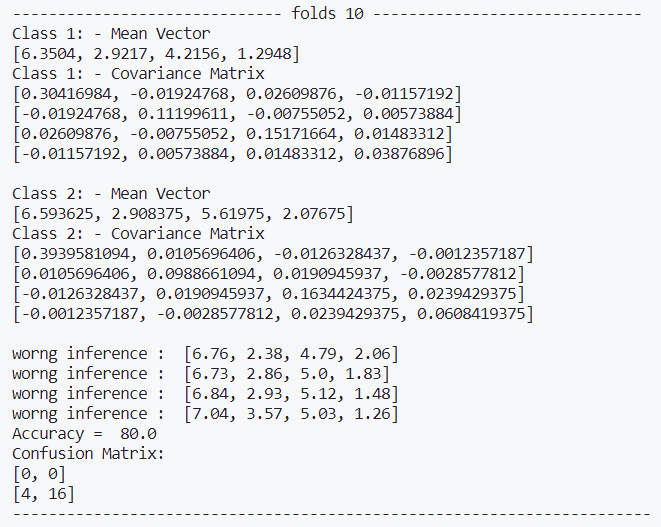 ------------------------------ folds 10 ------------------------------
Class 1: - Mean Vector
[6.3504, 2.9217, 4.2156, 1.2948]
Class 1: - Covariance Matrix
[0.30416984, -0.01924768, 0.02609876, -0.01157192]
[-0.01924768, 0.11199611, -0.00755052, 0.00573884]
[0.02609876, -0.00755052, 0.15171664, 0.01483312]
[-0.01157192, 0.00573884, 0.01483312, 0.03876896]
Class 2: - Mean Vector
[6.593625, 2.908375, 5.61975, 2.07675]
Class 2: - Covariance Matrix
[0.3939581094, 0.0105696406, -0.0126328437, -0.0012357187]
[0.0105696406, 0.0988661094, 0.0190945937, -0.0028577812]
[-0.0126328437, 0.0190945937, 0.1634424375, 0.0239429375]
[-0.0012357187, -0.0028577812, 0.0239429375, 0.0608419375]
worng inference :  [6.76, 2.38, 4.79, 2.06]
worng inference :  [6.73, 2.86, 5.0, 1.83]
worng inference :  [6.84, 2.93, 5.12, 1.48]
worng inference :  [7.04, 3.57, 5.03, 1.26]
Accuracy =  80.0
Confusion Matrix:
[0, 0]
[4, 16]
-----------------------------------------------------------------------